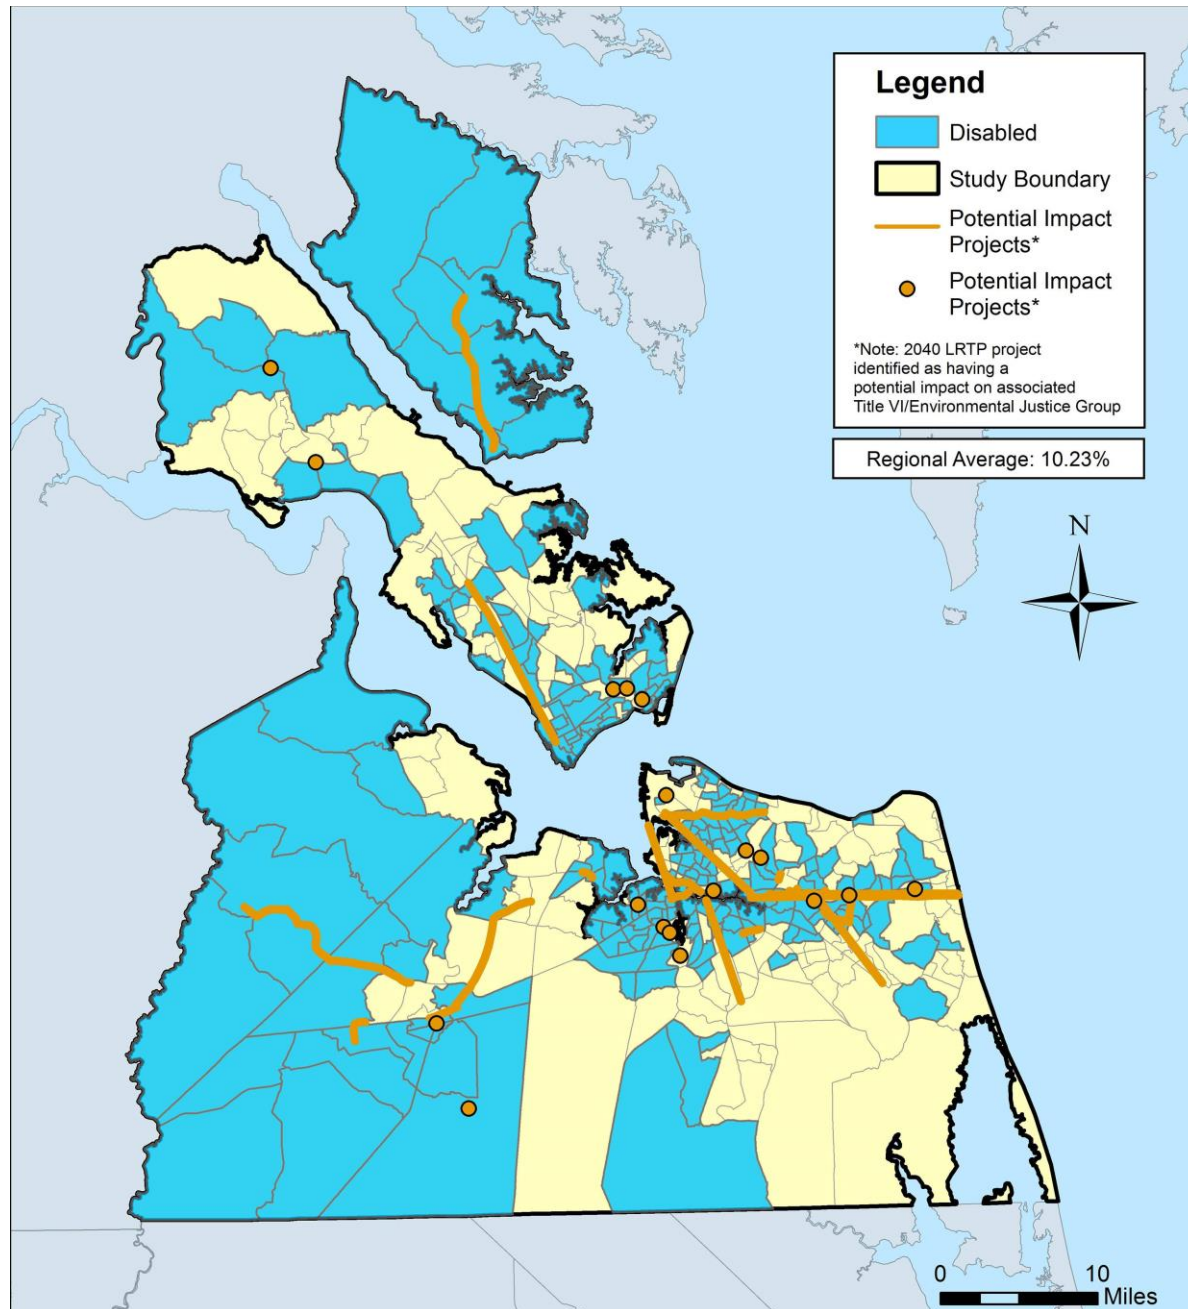 Legend
Disabled
Study Boundary
Potential Impact
Projects*
Potential Impact
Projects*
*Note: 2040 LRTP project
identified as having a
potential impact on associated
Title VI/Environmental Justice Group
Regional Average: 10.23%
N
0 10
Miles